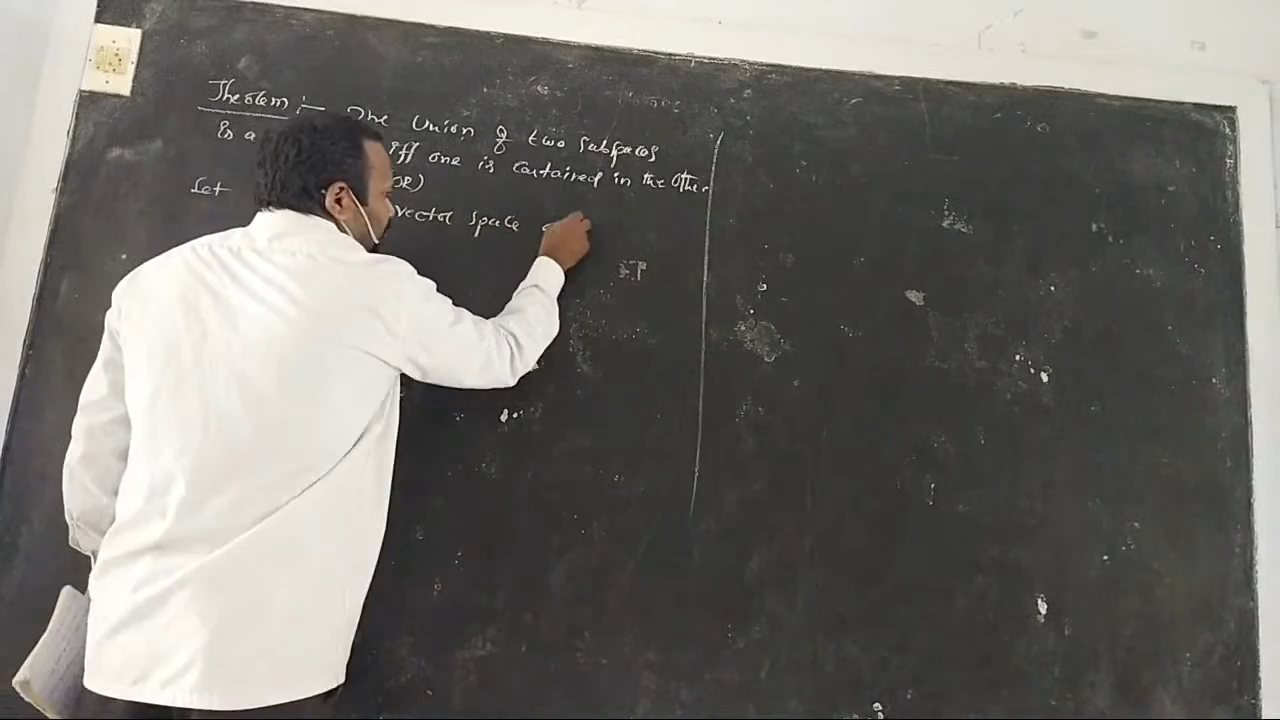 Theorem :- The Union of two Subspaces
Is a iff one is Contained in the Other
(OR)
Let vector Space